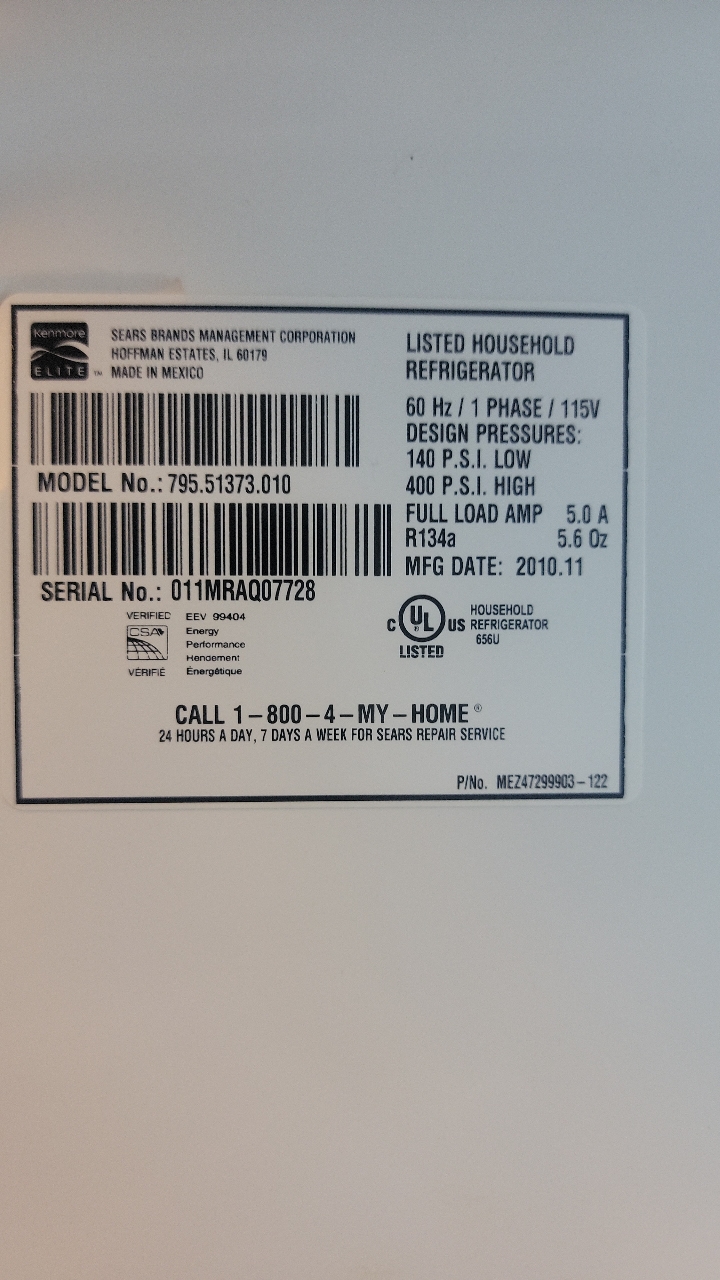 Kenmore
ELITE™
SEARS BRANDS MANAGEMENT CORPORATION
HOFFMAN ESTATES, IL 60179
MADE IN MEXICO
MODEL No.: 795.51373.010
SERIAL No.: 011MRAQ07728
VERIFIED
CSA
VÉRIFIÉ
EEV 99404
Energy
Performance
Rendement
Énergétique
LISTED HOUSEHOLD
REFRIGERATOR
60 Hz / 1 PHASE / 115V
DESIGN PRESSURES:
140 P.S.I. LOW
400 P.S.I. HIGH
FULL LOAD AMP 5.0 A
R134a 5.6 Oz
MFG DATE: 2010.11
C UL ® US
LISTED
HOUSEHOLD
REFRIGERATOR
656U
CALL 1-800-4-MY-HOME®
24 HOURS A DAY, 7 DAYS A WEEK FOR SEARS REPAIR SERVICE
P/No. MEZ47299903-122